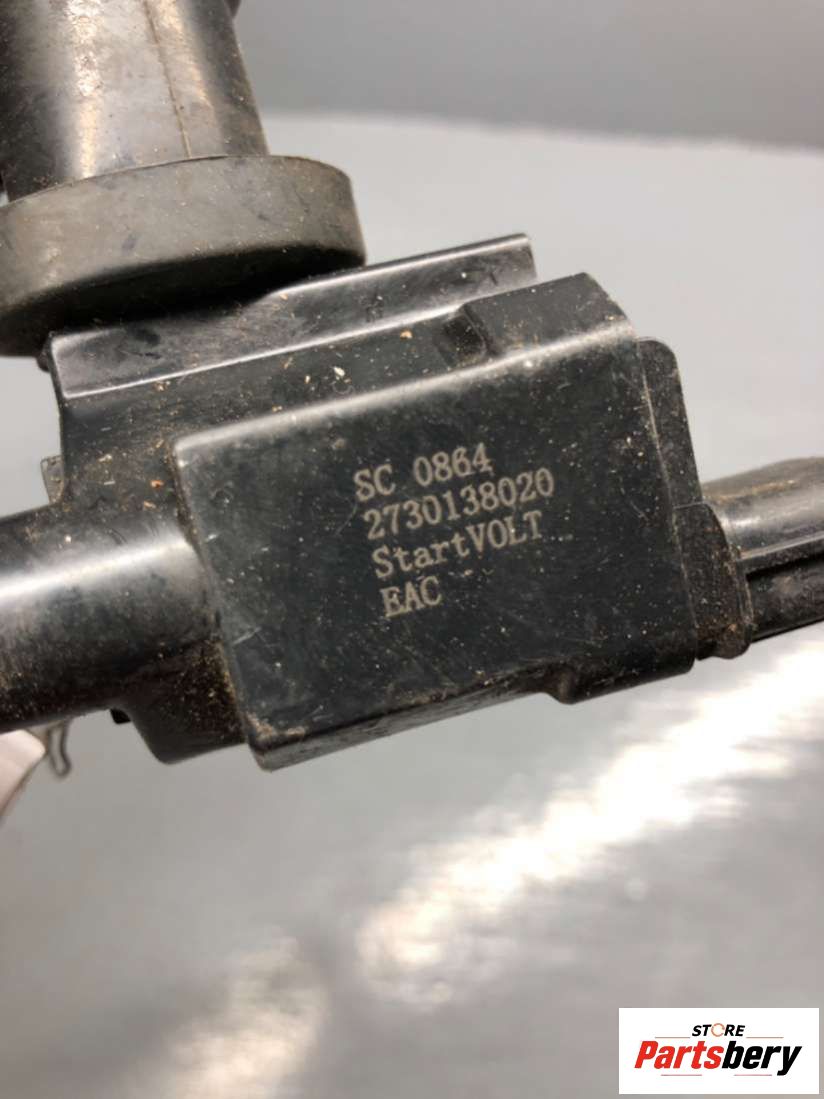 SC 0864
2730138020
StartVOLT
EAC
STORE
Partsbery